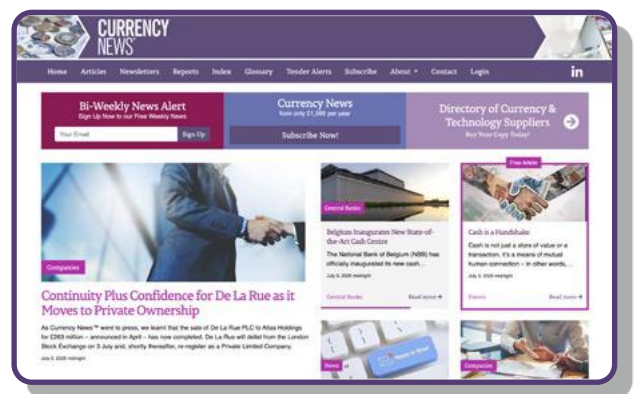 CURRENCY
NEWS
Home Articles Newsletters Reports Index Glossary Tender Alerts Subscribe About Contact Login
in
Bi-Weekly News Alert
Sign Up Now to our Free Weekly News
Your Email
Sign Up
Currency News
from only £1,000 per year
Subscribe Now!
Directory of Currency &
Technology Suppliers
Buy Your Copy Today!
Companies
Continuity Plus Confidence for De La Rue as it
Moves to Private Ownership
As Currency News™ went to press, we learnt that the sale of De La Rue PLC to Atlas Holdings
for £263 million – announced in April – has now completed. De La Rue will delist from the London
Stock Exchange on 3 July and, shortly thereafter, re-register as a Private Limited Company.
July 5, 2025 midnight
Central Banks
Belgium Inaugurates New State-of-
the-Art Cash Centre
The National Bank of Belgium (NBB) has
officially inaugurated its new cash...
July 5, 2025 midnight
Central Banks Read more
Free Article
Cash is a Handshake
Cash is not just a store of value or a
transaction, it's a means of mutual
human connection – in other words, ...
July 5, 2025 midnight
Events Read more
News
News in Brief
Companies